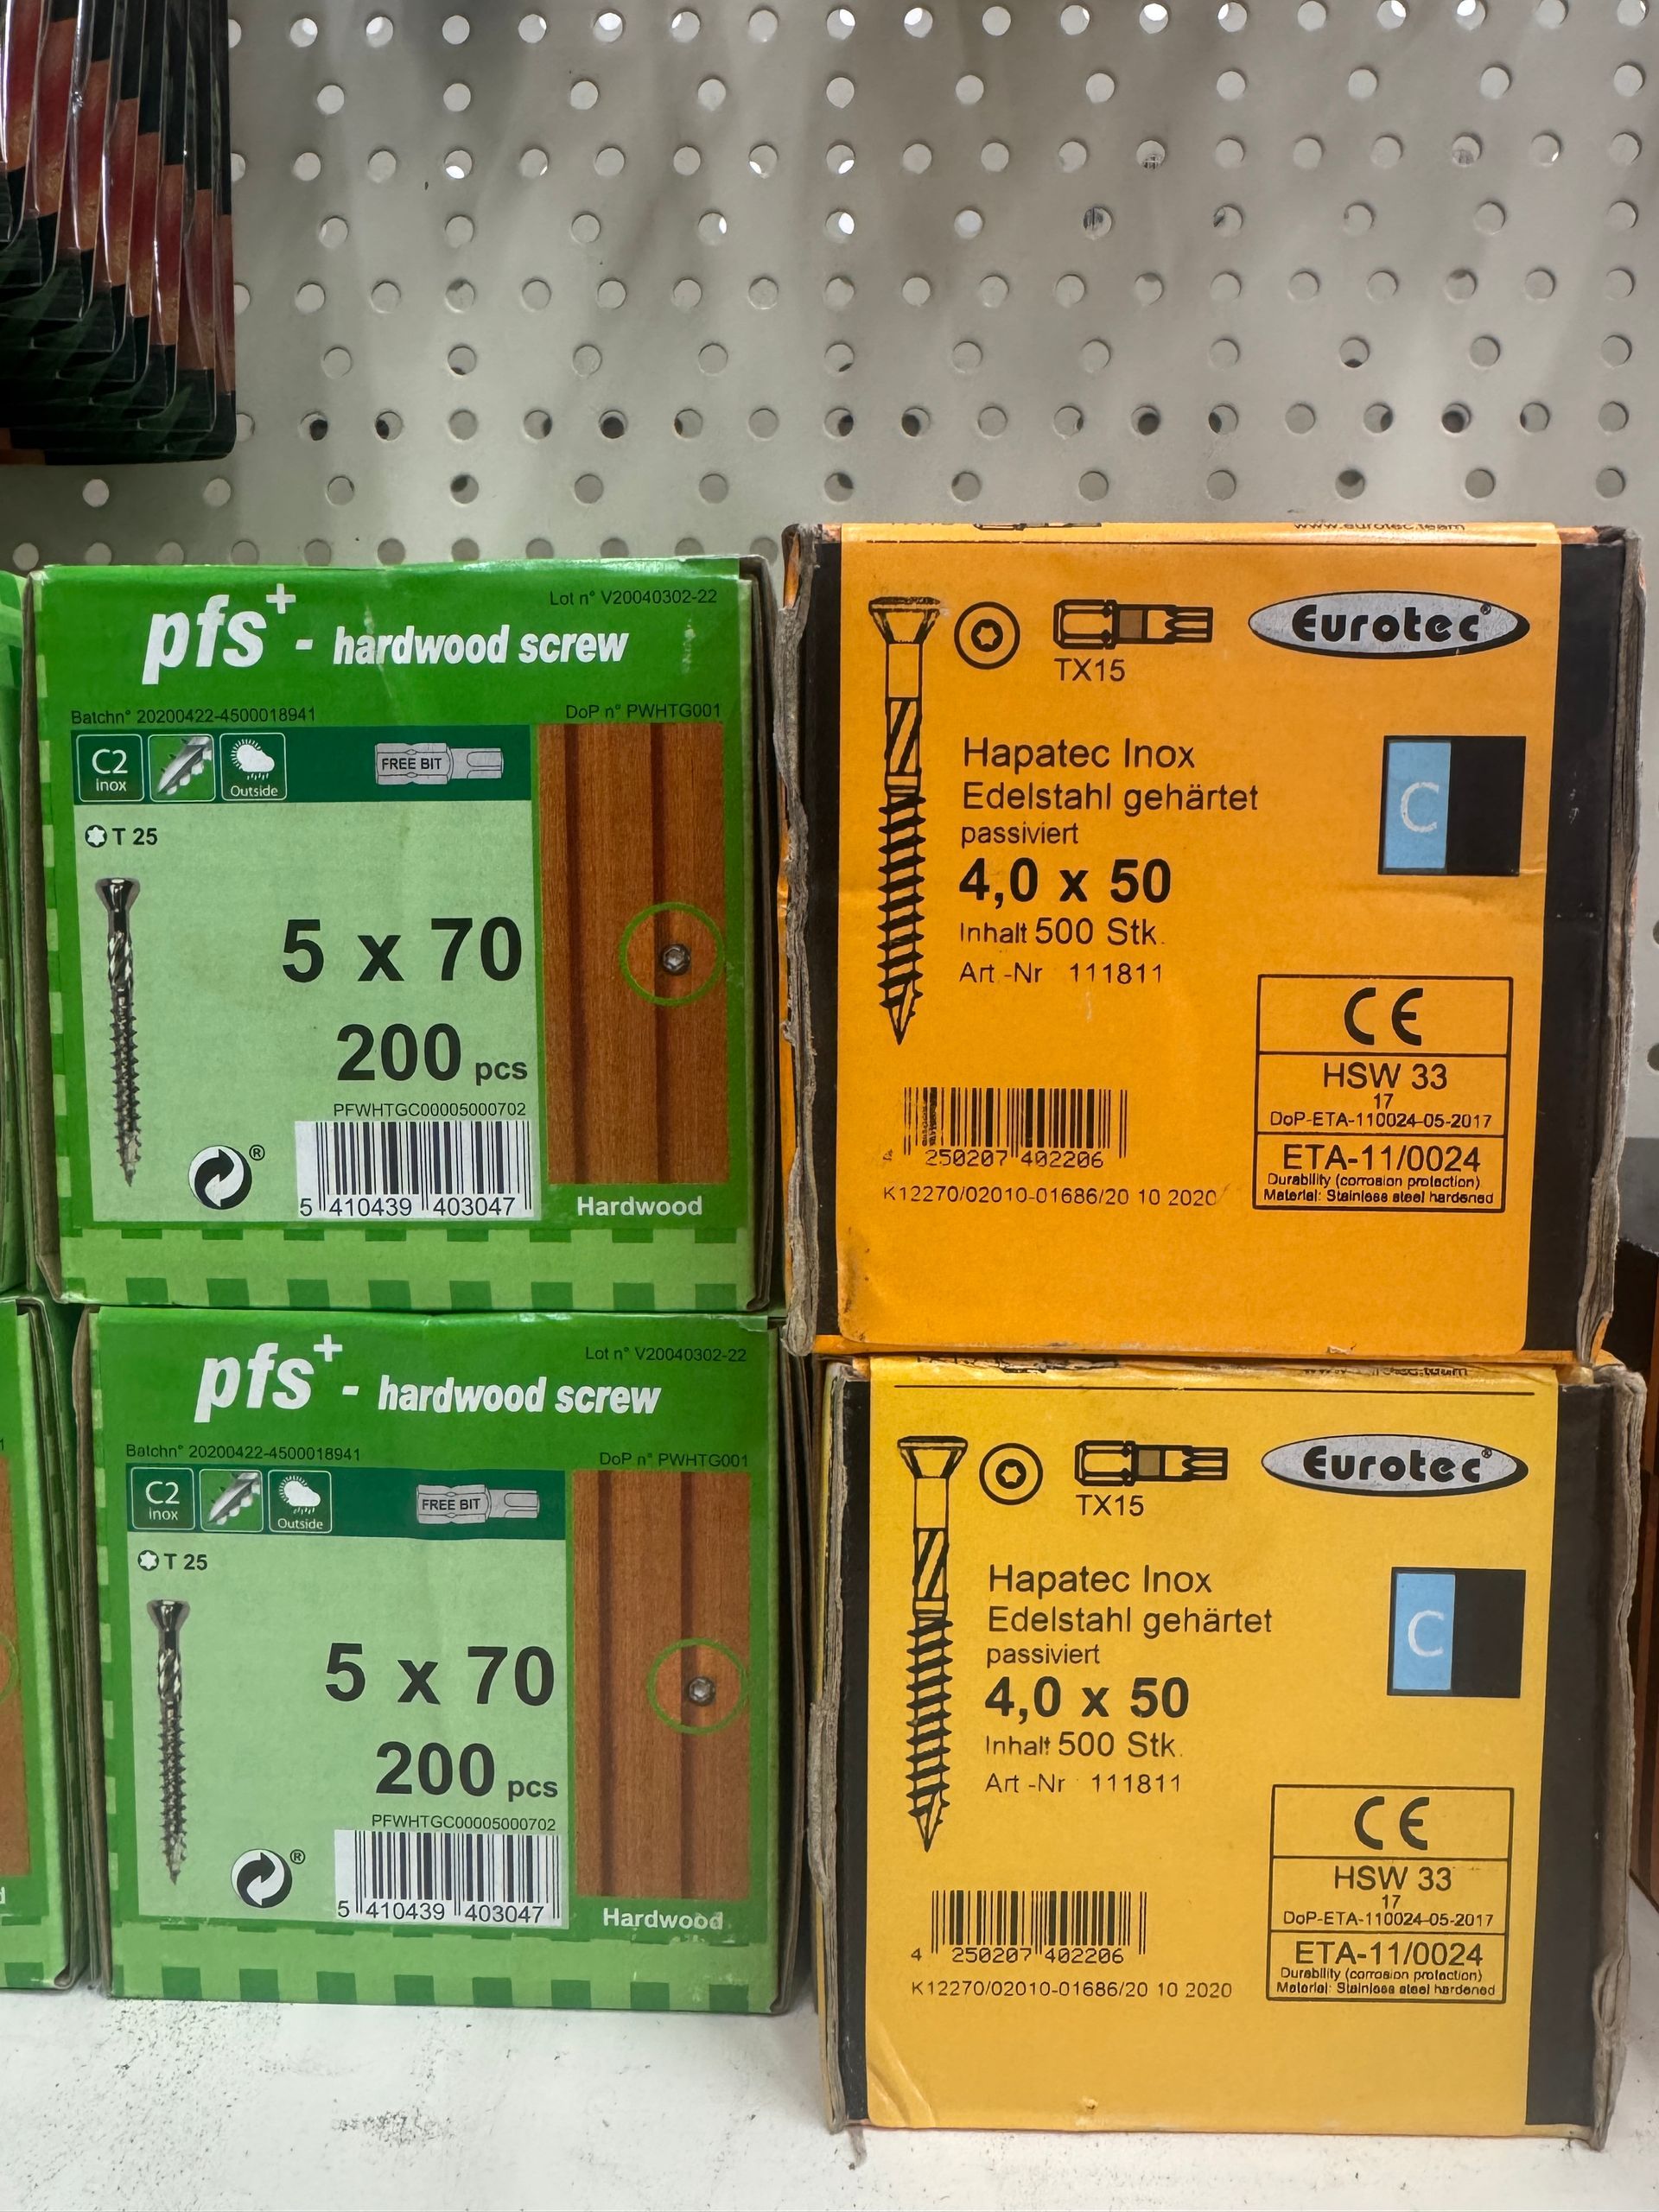 pfs+ - hardwood screw
Lot n° V20040302-22
Batchn° 20200422-4500018941
DoP n° PWHTG001
C2
inox
Outside
FREE BIT
T 25
5 x 70
200 pcs
PFWHTGC00005000702
5 410439 403047
®
Hardwood
www.eurotec.team
Eurotec®
TX15
Hapatec Inox
Edelstahl gehärtet
passiviert
4,0 x 50
Inhalt 500 Stk.
Art.-Nr 111811
C
CE
HSW 33
17
DoP-ETA-110024-05-2017
ETA-11/0024
Durability (corrosion protection)
Material: Stainless steel hardened
4 250207 402206
K12270/02010-01686/20 10 2020
pfs+ - hardwood screw
Lot n° V20040302-22
Batchn° 20200422-4500018941
DoP n° PWHTG001
C2
inox
Outside
FREE BIT
T 25
5 x 70
200 pcs
PFWHTGC00005000702
5 410439 403047
®
Hardwood
Eurotec®
TX15
Hapatec Inox
Edelstahl gehärtet
passiviert
4,0 x 50
Inhalt 500 Stk.
Art.-Nr 111811
C
CE
HSW 33
17
DoP-ETA-110024-05-2017
ETA-11/0024
Durability (corrosion protection)
Material: Stainless steel hardened
4 250207 402206
K12270/02010-01686/20 10 2020